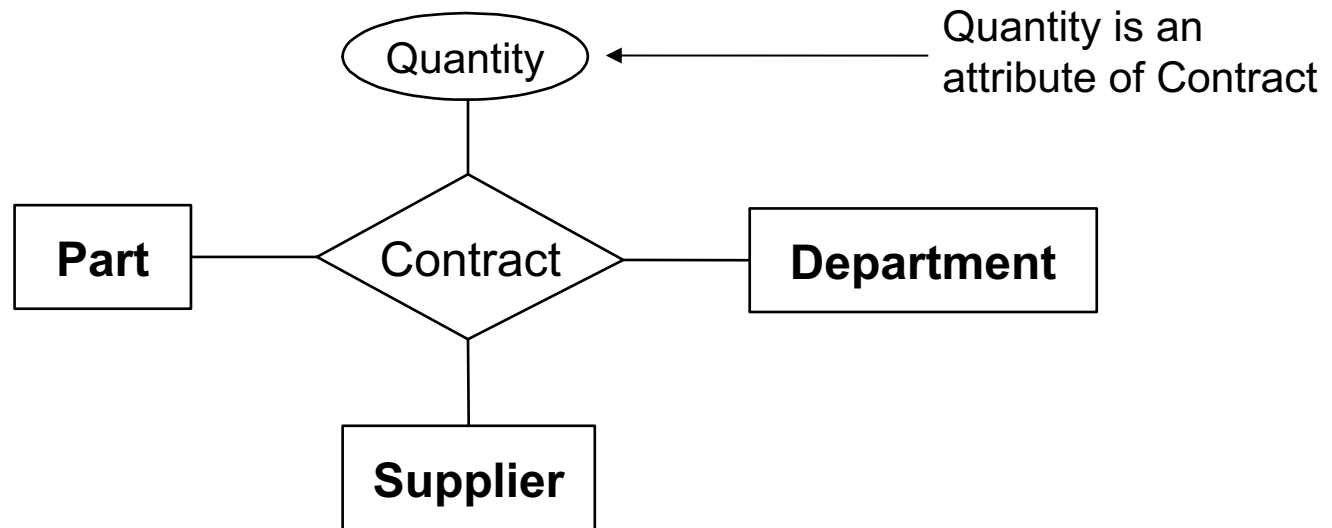 Quantity
Quantity is an
attribute of Contract
Part
Contract
Department
Supplier